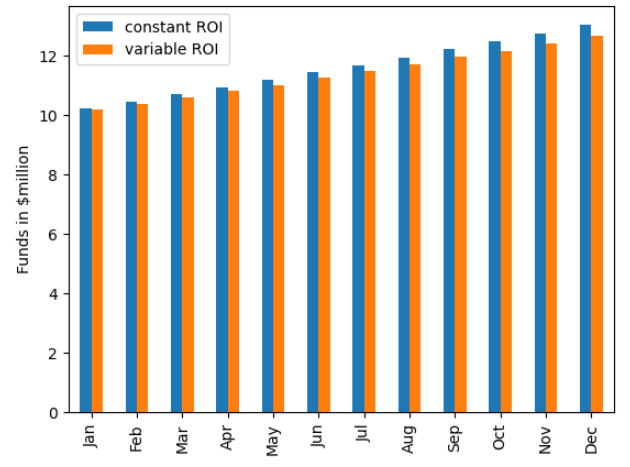 constant ROI
variable ROI
Funds in $million
12
10
8
6
4
2
0
Jan Feb Mar Apr May Jun Jul Aug Sep Oct Nov Dec